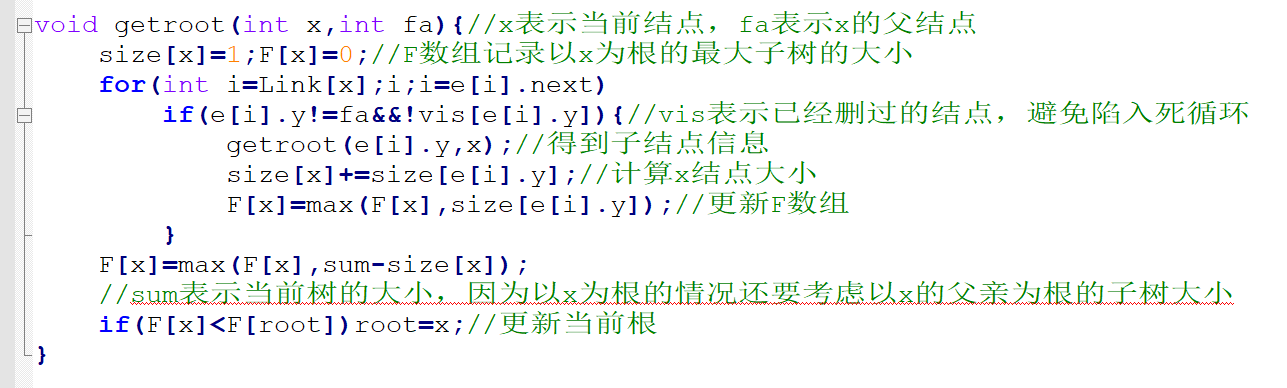 void getroot(int x,int fa){//x表示当前结点，fa表示x的父结点
size[x]=1;F[x]=0;//F数组记录以x为根的最大子树的大小
for(int i=Link[x];i;i=e[i].next)
if(e[i].y!=fa&&!vis[e[i].y]){//vis表示已经删过的结点，避免陷入死循环
getroot(e[i].y,x);//得到子结点信息
size[x]+=size[e[i].y];//计算x结点大小
F[x]=max(F[x],size[e[i].y]);//更新F数组
}
F[x]=max(F[x],sum-size[x]);
//sum表示当前树的大小，因为以x为根的情况还要考虑以x的父亲为根的子树大小
if(F[x]<F[root])root=x;//更新当前根
}